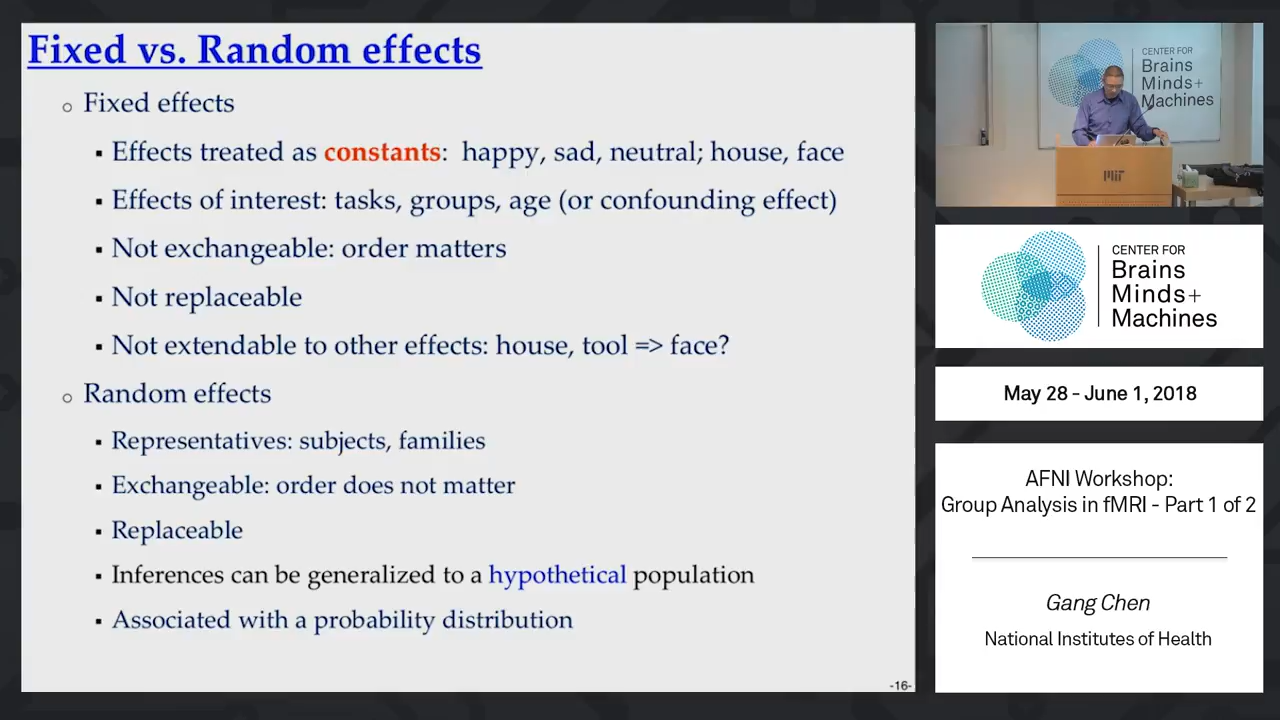 Fixed vs. Random effects
Fixed effects
Effects treated as constants: happy, sad, neutral; house, face
Effects of interest: tasks, groups, age (or confounding effect)
Not exchangeable: order matters
Not replaceable
Not extendable to other effects: house, tool => face?
Random effects
Representatives: subjects, families
Exchangeable: order does not matter
Replaceable
Inferences can be generalized to a hypothetical population
Associated with a probability distribution
-16-
CENTER FOR
Brains
Minds+
Machines
MIT
CENTER FOR
Brains
Minds+
Machines
May 28 - June 1, 2018
AFNI Workshop:
Group Analysis in fMRI - Part 1 of 2
Gang Chen
National Institutes of Health